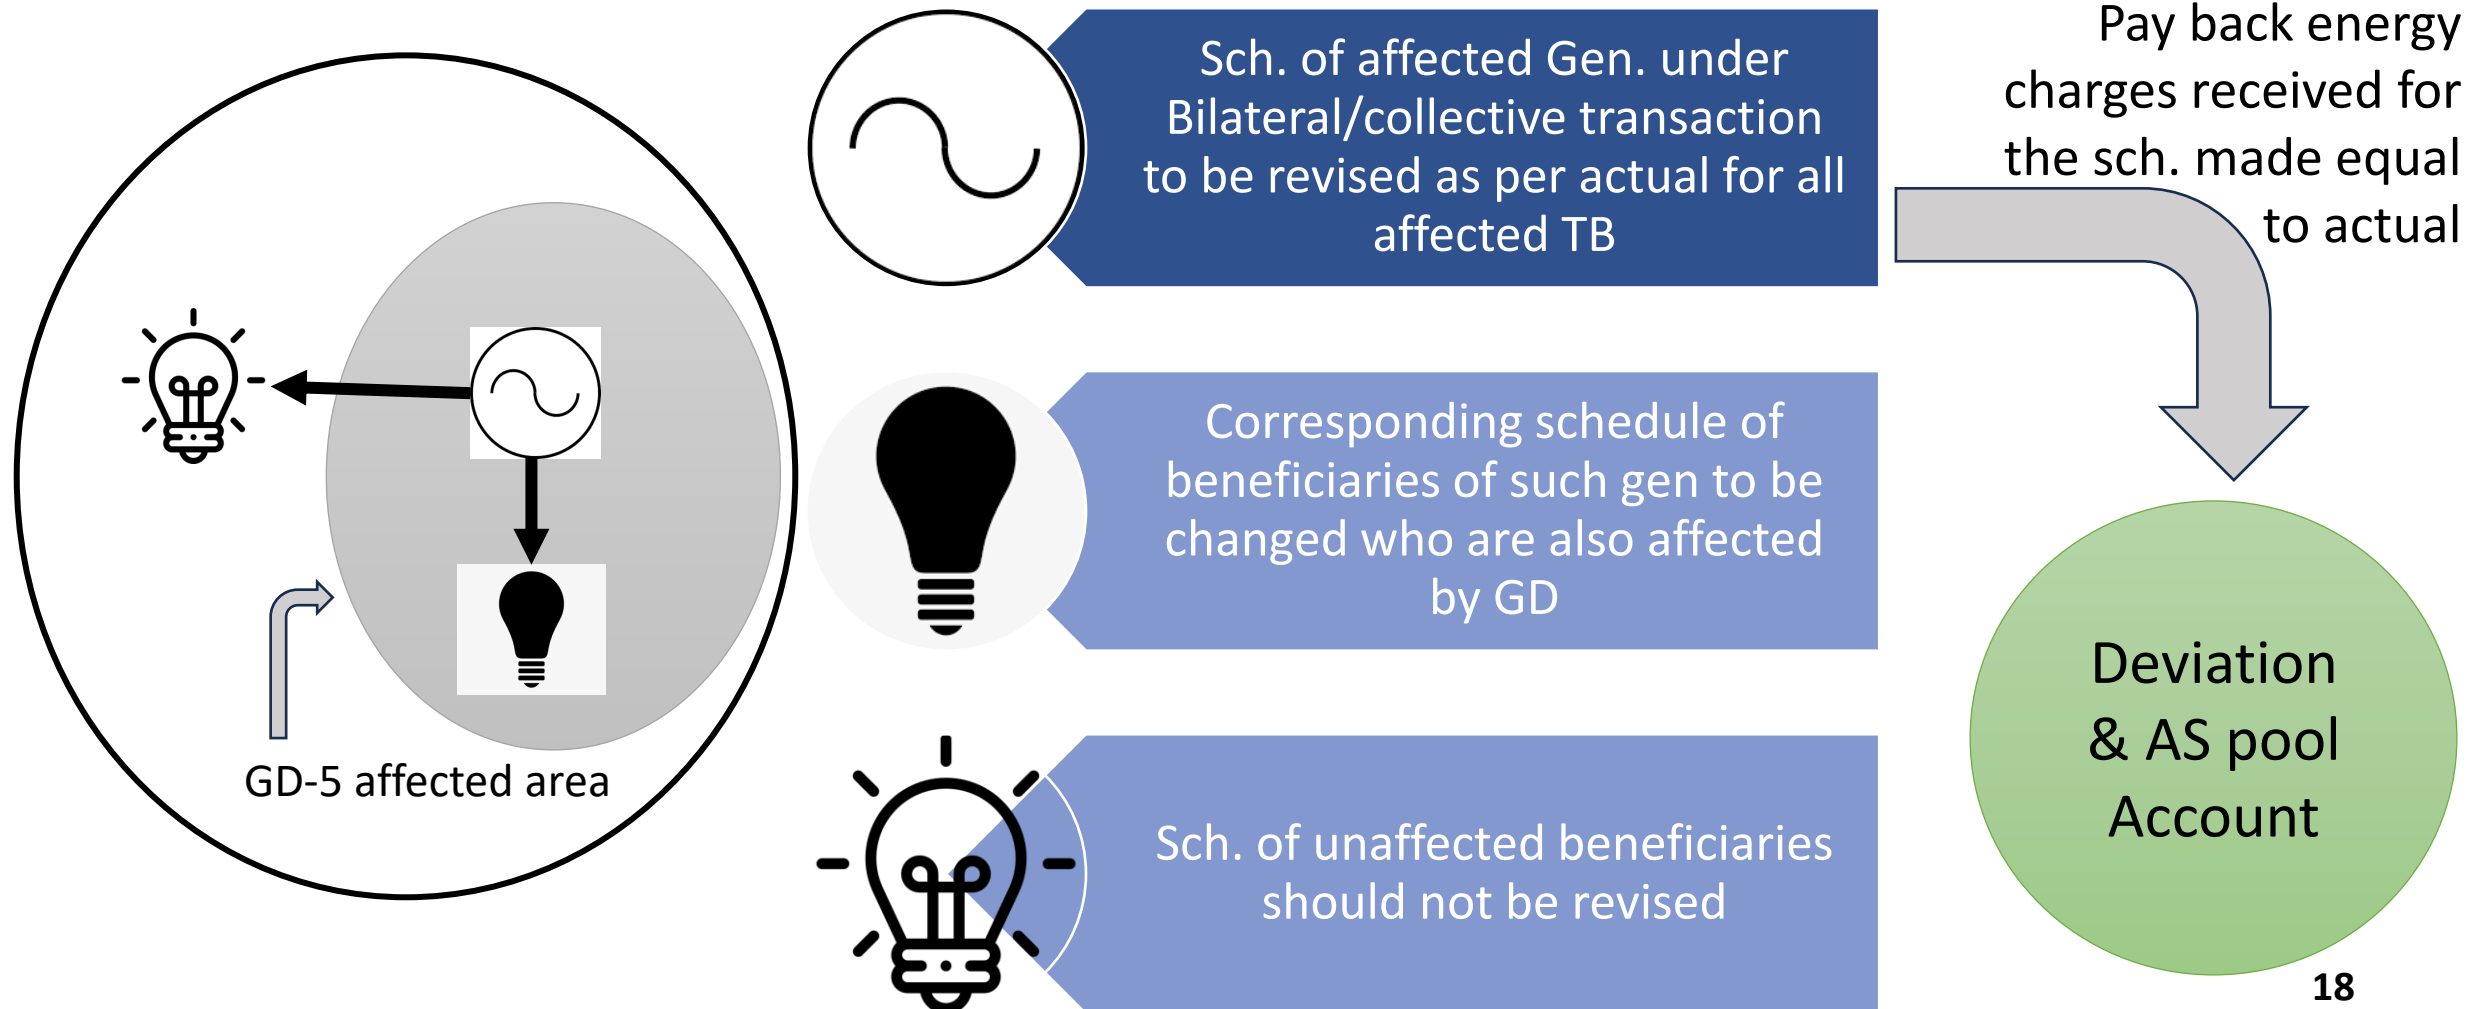 Sch. of affected Gen. under
Bilateral/collective transaction
to be revised as per actual for all
affected TB
Pay back energy
charges received for
the sch. made equal
to actual
Corresponding schedule of
beneficiaries of such gen to be
changed who are also affected
by GD
GD-5 affected area
Sch. of unaffected beneficiaries
should not be revised
Deviation
& AS pool
Account
18